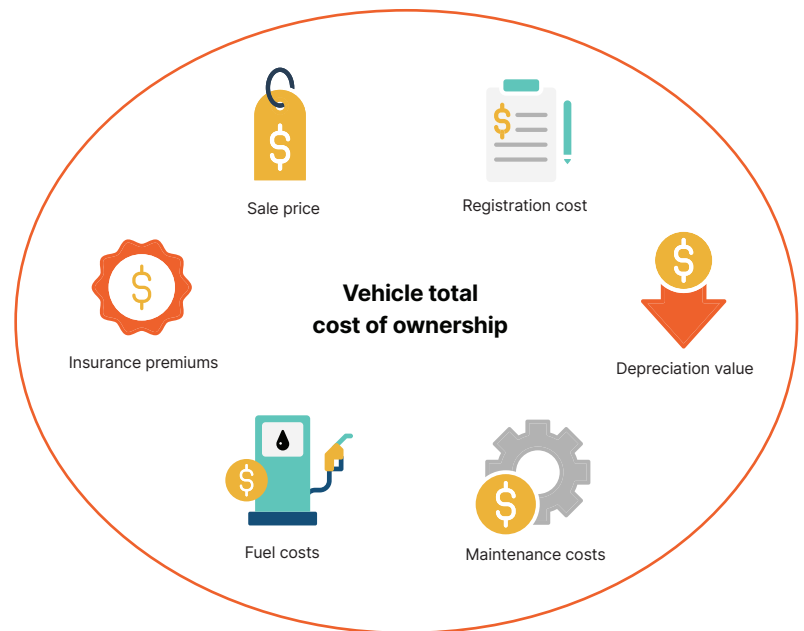 $
$
Sale price
Registration cost
$
$
Vehicle total
cost of ownership
Insurance premiums
Depreciation value
$
$
Fuel costs
Maintenance costs